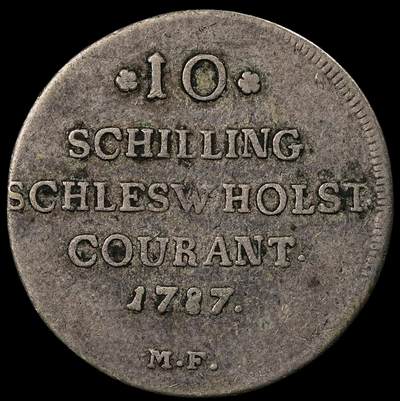 10
SCHILLING
SCHLESW·HOLST
COURANT.
1787.
M.F.